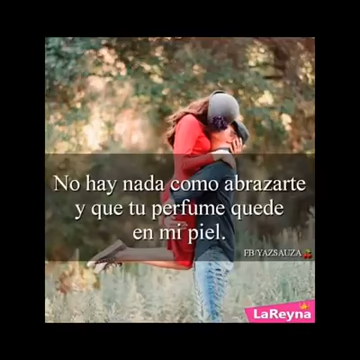 No hay nada como abrazarte
y que tu perfume quede
en mi piel.
FB/YAZSAUZA
LaReyna